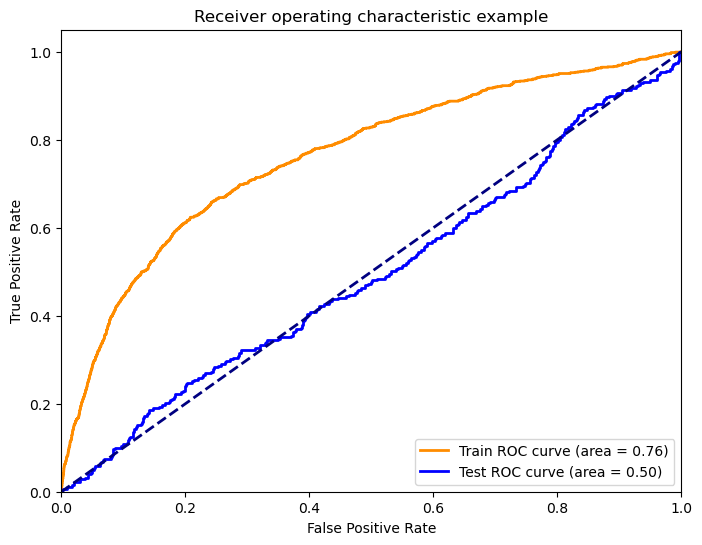 Receiver operating characteristic example
True Positive Rate
1.0
0.8
0.6
0.4
0.2
0.0
0.0 0.2 0.4 0.6 0.8 1.0
False Positive Rate
Train ROC curve (area = 0.76)
Test ROC curve (area = 0.50)